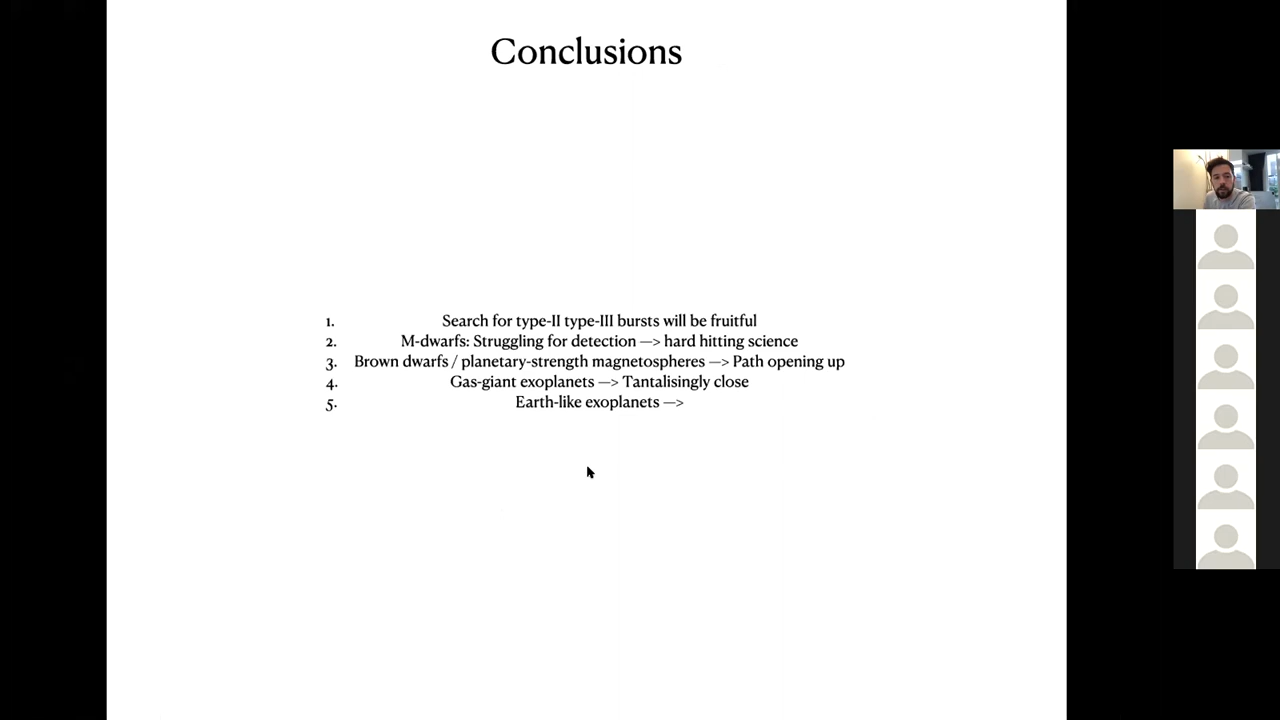 Conclusions
1. Search for type-II type-III bursts will be fruitful
2. M-dwarfs: Struggling for detection —> hard hitting science
3. Brown dwarfs / planetary-strength magnetospheres —> Path opening up
4. Gas-giant exoplanets —> Tantalisingly close
5. Earth-like exoplanets —>